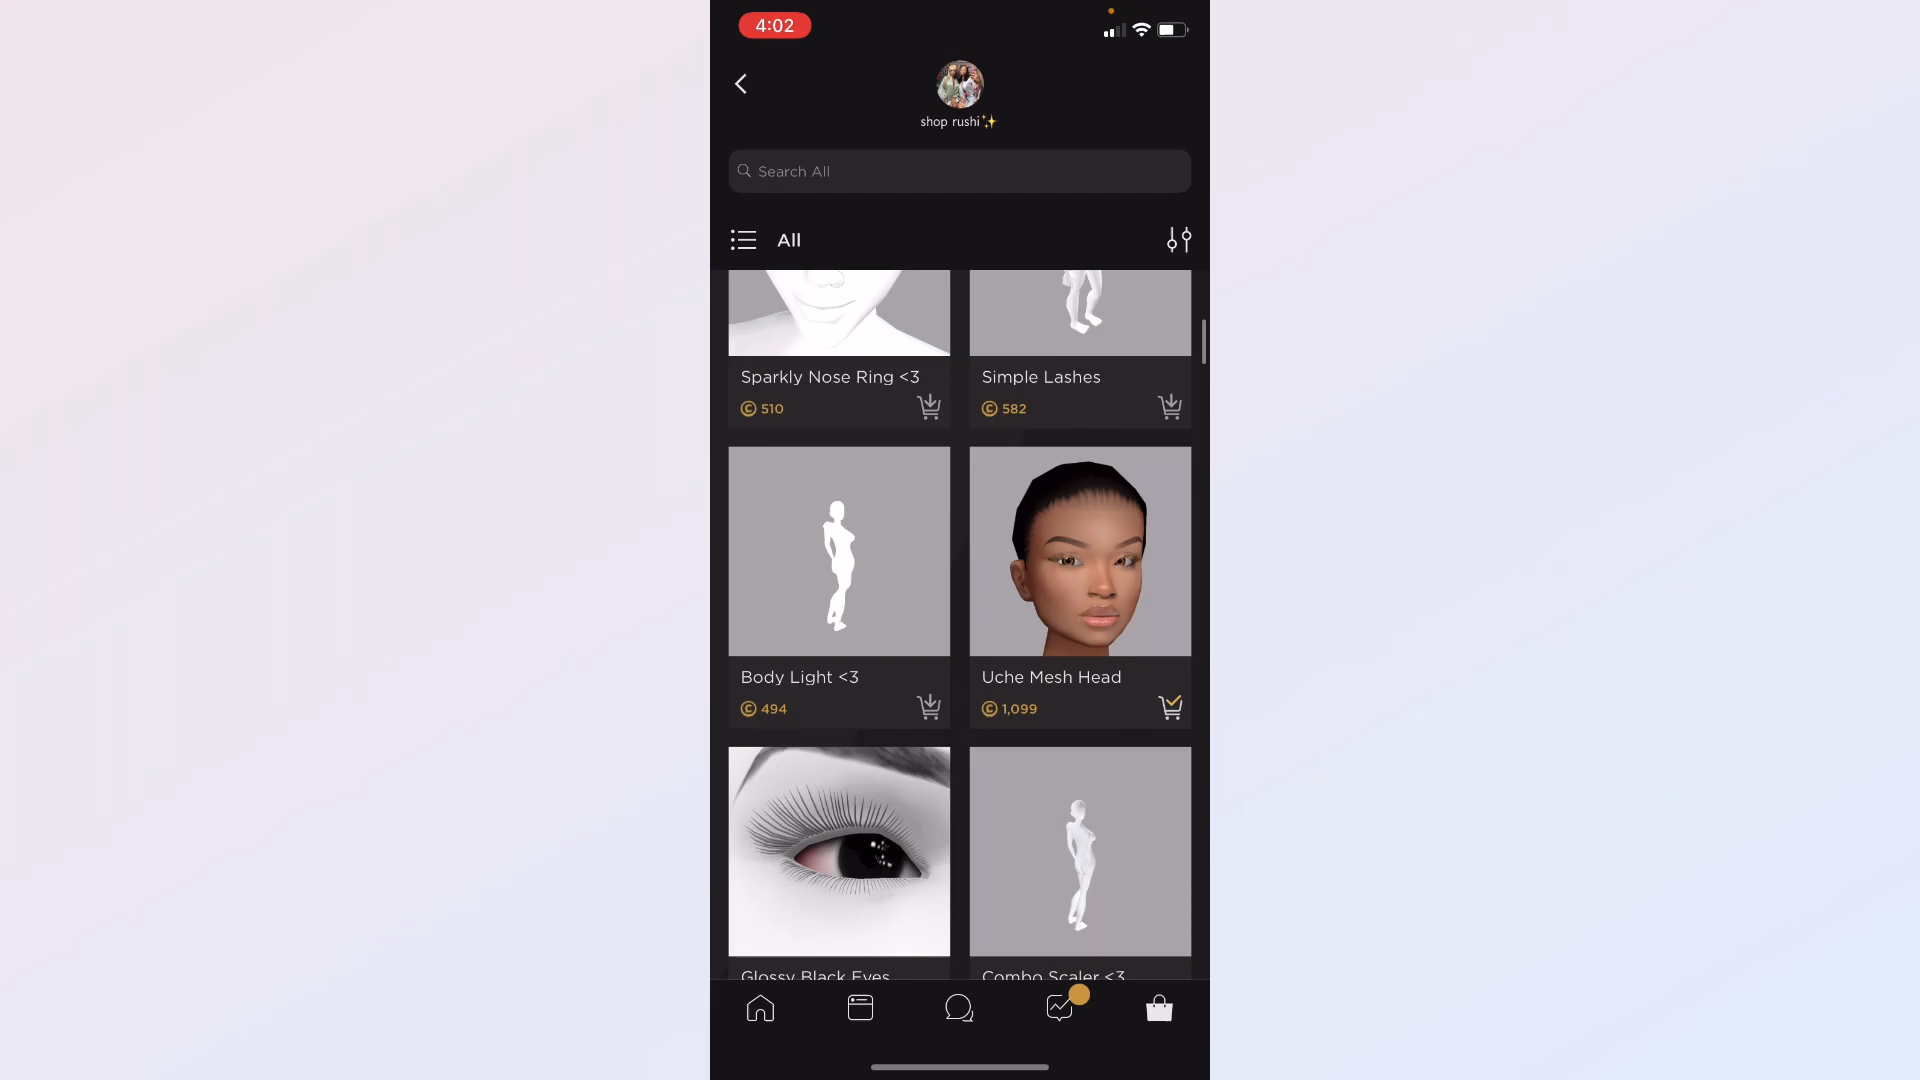 4:02
shop rushi✨
Search All
All
Sparkly Nose Ring <3
510
Simple Lashes
582
Body Light <3
494
Uche Mesh Head
1,099
Glossy Black Eyes
Combo Scaler <3